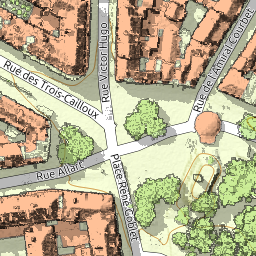 Rue Victor Hugo
Rue de l'Amiral Courbet
Rue des Trois-Cailloux
Rue Allart
Place René Goblet